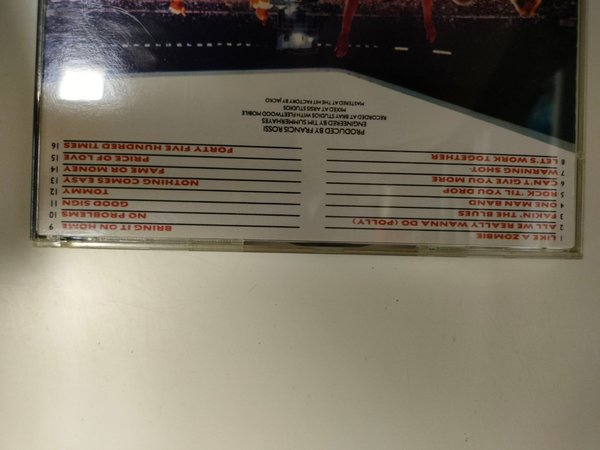 1 LIKE A ZOMBIE
2 ALL WE REALLY WANNA DO (POLLY)
3 FAKIN' THE BLUES
4 ONE MAN BAND
5 ROCK 'TIL YOU DROP
6 CAN'T GIVE YOU MORE
7 WARNING SHOT
8 LET'S WORK TOGETHER
BRING IT ON HOME 9
NO PROBLEMS 10
GOOD SIGN 11
TOMMY 12
NOTHING COMES EASY 13
FAME OR MONEY 14
PRICE OF LOVE 15
FORTY FIVE HUNDRED TIMES 16
PRODUCED BY FRANCIS ROSSI
ENGINEERED BY TIM SUMMERHAYES
RECORDED AT BRAY STUDIOS WITH FLEETWOOD MOBILE
MIXED AT STUDIOS
MASTERED AT THE HIT FACTORY BY JACKO